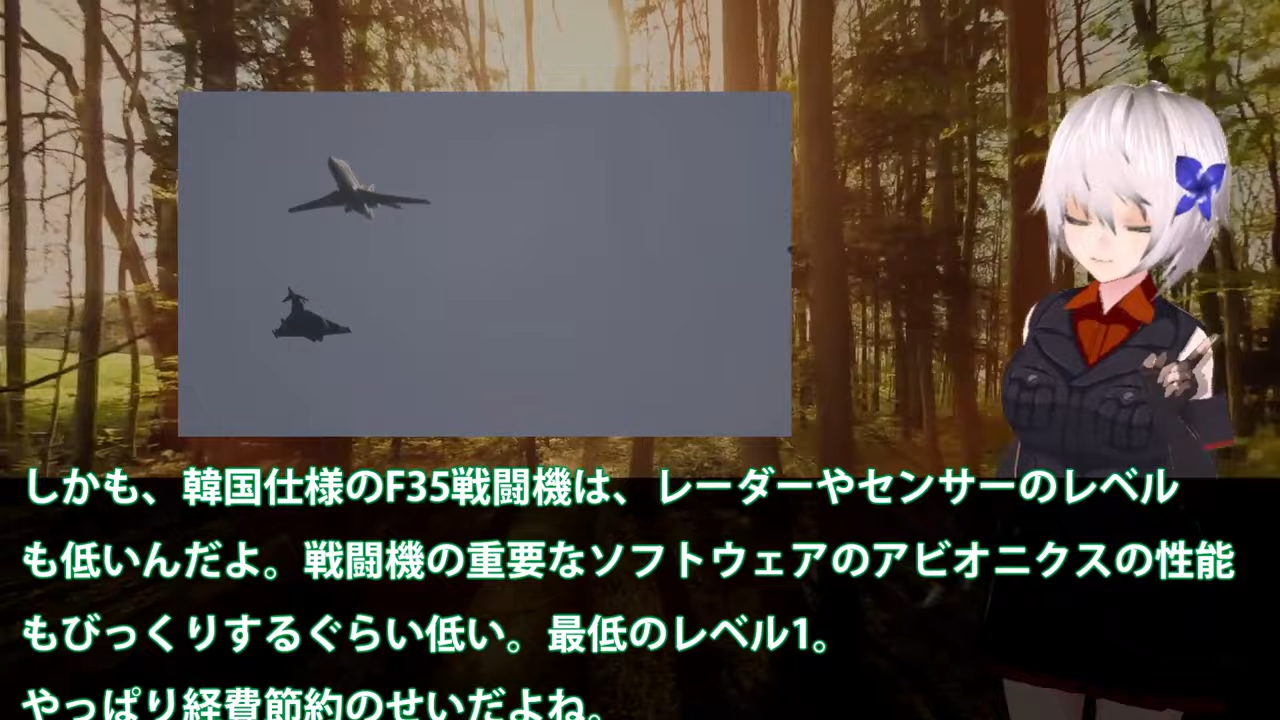 しかも、韓国仕様のF35戦闘機は、レーダーやセンサーのレベル
も低いんだよ。戦闘機の重要なソフトウェアのアビオニクスの性能
もびっくりするぐらい低い。最低のレベル1。
やっぱり経費節約のせいだよね。